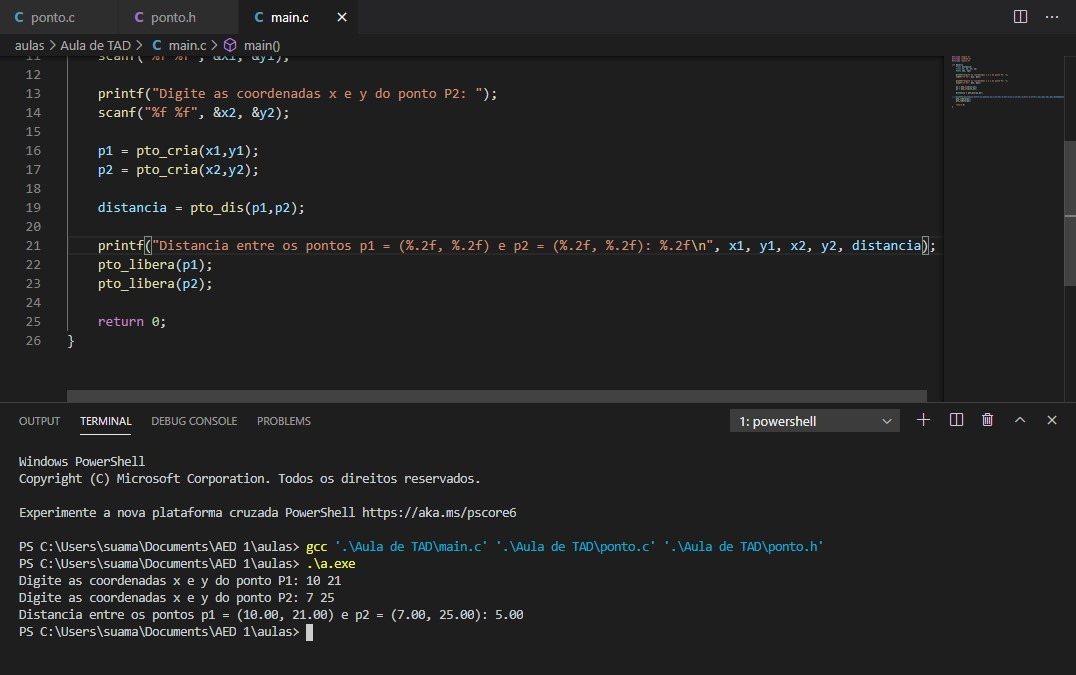 C ponto.c C ponto.h C main.c
aulas > Aula de TAD > C main.c > main()
11 scanf("%f %f", &x1, &y1);
12
13 printf("Digite as coordenadas x e y do ponto P2: ");
14 scanf("%f %f", &x2, &y2);
15
16 p1 = pto_cria(x1,y1);
17 p2 = pto_cria(x2,y2);
18
19 distancia = pto_dis(p1,p2);
20
21 printf("Distancia entre os pontos p1 = (%.2f, %.2f) e p2 = (%.2f, %.2f): %.2f\n", x1, y1, x2, y2, distancia);
22 pto_libera(p1);
23 pto_libera(p2);
24
25 return 0;
26 }
OUTPUT TERMINAL DEBUG CONSOLE PROBLEMS 1: powershell
Windows PowerShell
Copyright (C) Microsoft Corporation. Todos os direitos reservados.
Experimente a nova plataforma cruzada PowerShell https://aka.ms/pscore6
PS C:\Users\suama\Documents\AED 1\aulas> gcc '.\Aula de TAD\main.c' '.\Aula de TAD\ponto.c' '.\Aula de TAD\ponto.h'
PS C:\Users\suama\Documents\AED 1\aulas> .\a.exe
Digite as coordenadas x e y do ponto P1: 10 21
Digite as coordenadas x e y do ponto P2: 7 25
Distancia entre os pontos p1 = (10.00, 21.00) e p2 = (7.00, 25.00): 5.00
PS C:\Users\suama\Documents\AED 1\aulas>